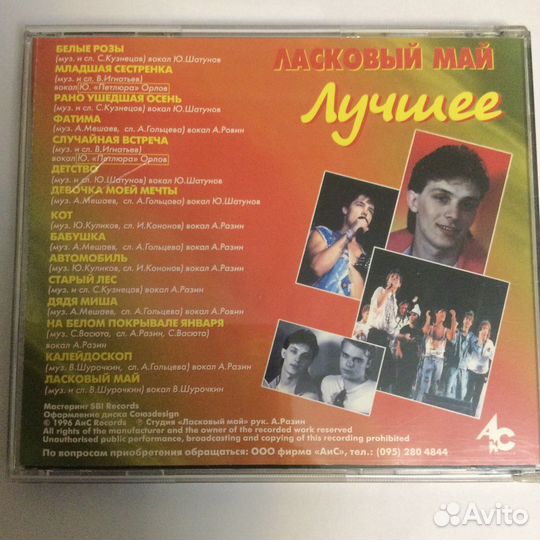 БЕЛЫЕ РОЗЫ
(муз. и сл. С.Кузнецов) вокал Ю.Шатунов
МЛАДШАЯ СЕСТРЕНКА
(муз. и сл. В.Игнатьев)
вокал Ю. «Петлюра» Орлов
РАНО УШЕДШАЯ ОСЕНЬ
(муз. и сл. С.Кузнецов) вокал Ю.Шатунов
ФАТИМА
(муз. А.Мешаев, сл. А.Гольцева) вокал А.Ровин
СЛУЧАЙНАЯ ВСТРЕЧА
(муз. и сл. В.Игнатьев)
вокал Ю. «Петлюра» Орлов
ДЕТСТВО
(муз. и сл. Ю.Шатунов) вокал Ю.Шатунов
ДЕВОЧКА МОЕЙ МЕЧТЫ
(муз. А.Мешаев, сл. А.Гольцова) вокал Ю.Шатунов
КОТ
(муз. Ю.Куликов, сл. И.Кононов) вокал А.Разин
БАБУШКА
(муз. А.Мешаев, сл. А.Гольцева) вокал А.Разин
АВТОМОБИЛЬ
(муз. Ю.Куликов, сл. И.Кононов) вокал А.Разин
СТАРЫЙ ЛЕС
(муз. и сл. С.Кузнецов) вокал А.Разин
ДЯДЯ МИША
(муз. А.Мешаев, сл. А.Гольцева) вокал А.Ровин
НА БЕЛОМ ПОКРЫВАЛЕ ЯНВАРЯ
(муз. С.Васюта, сл. А.Разин, С.Васюта)
вокал А.Разин
КАЛЕЙДОСКОП
(муз. В.Шурочкин, сл. А.Гольцева) вокал А.Разин
ЛАСКОВЫЙ МАЙ
(муз. и сл В.Шурочкин) вокал В.Шурочкин
ЛАСКОВЫЙ МАЙ
Лучшее
Мастеринг SBI Records
Оформление диска Союздesign
© 1996 АиС Records ℗ Студия «Ласковый май» рук. А.Разин
All rights of the manufacturer and the owner of the recorded work reserved
Unauthorised public performance, broadcasting and copying of this recording prohibited
АиС
По вопросам приобретения обращаться: ООО фирма «АиС», тел.: (095) 280 4844
Avito